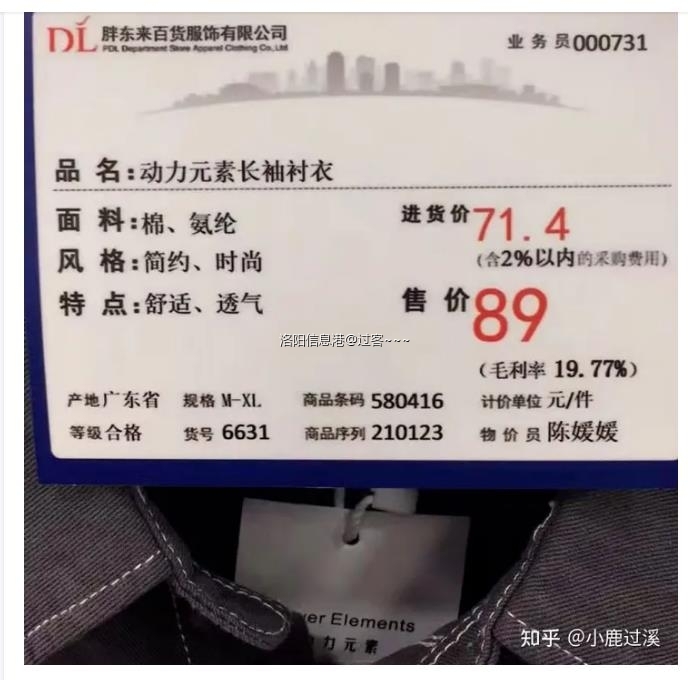 DL 胖东来百货服饰有限公司
PDL Department Store Apparel Clothing Co.,Ltd
业务员000731
品名:动力元素长袖衬衣
面料:棉、氨纶
进货价71.4
(含2%以内的采购费用)
风格:简约、时尚
特点:舒适、透气
售价89
洛阳信息港@过客~~~
(毛利率 19.77%)
产地广东省 规格 M-XL 商品条码 580416 计价单位 元/件
等级合格 货号 6631 商品序列 210123 物价员 陈媛媛
Elements
力元素
知乎 @小鹿过溪